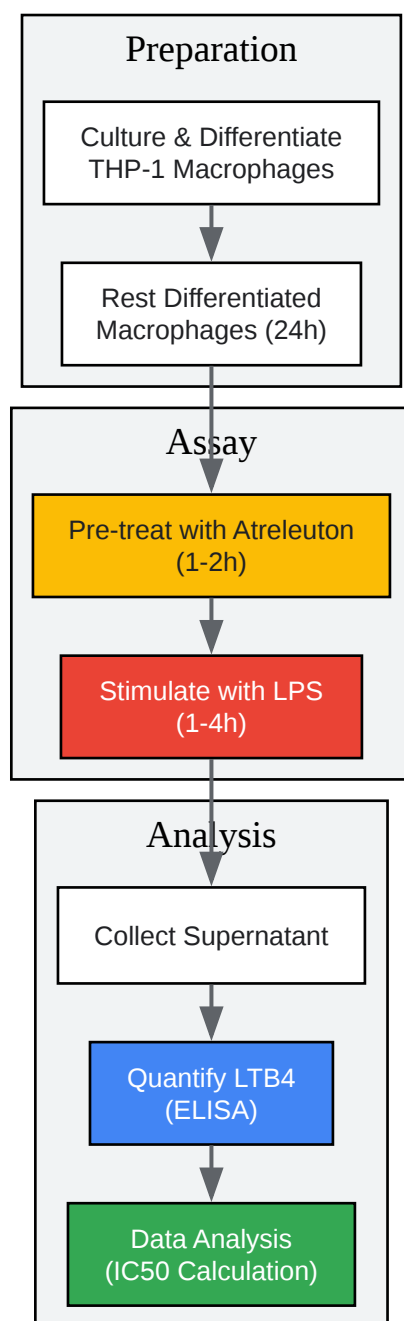 Preparation
Culture & Differentiate
THP-1 Macrophages
Rest Differentiated
Macrophages (24h)
Assay
Pre-treat with Atreleuton
(1-2h)
Stimulate with LPS
(1-4h)
Analysis
Collect Supernatant
Quantify LTB4
(ELISA)
Data Analysis
(IC50 Calculation)